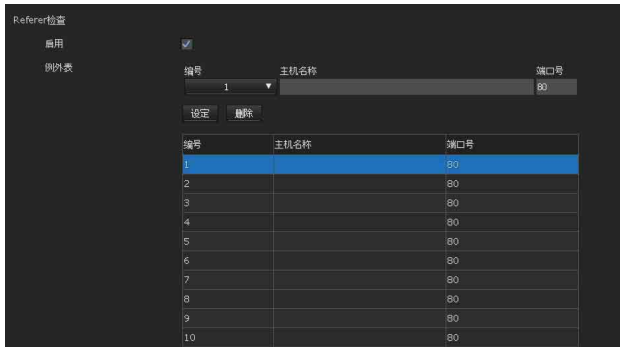 Referer检查
启用
例外表
编号 主机名称 端口号
1 80
设定 删除
编号 主机名称 端口号
1 80
2 80
3 80
4 80
5 80
6 80
7 80
8 80
9 80
10 80